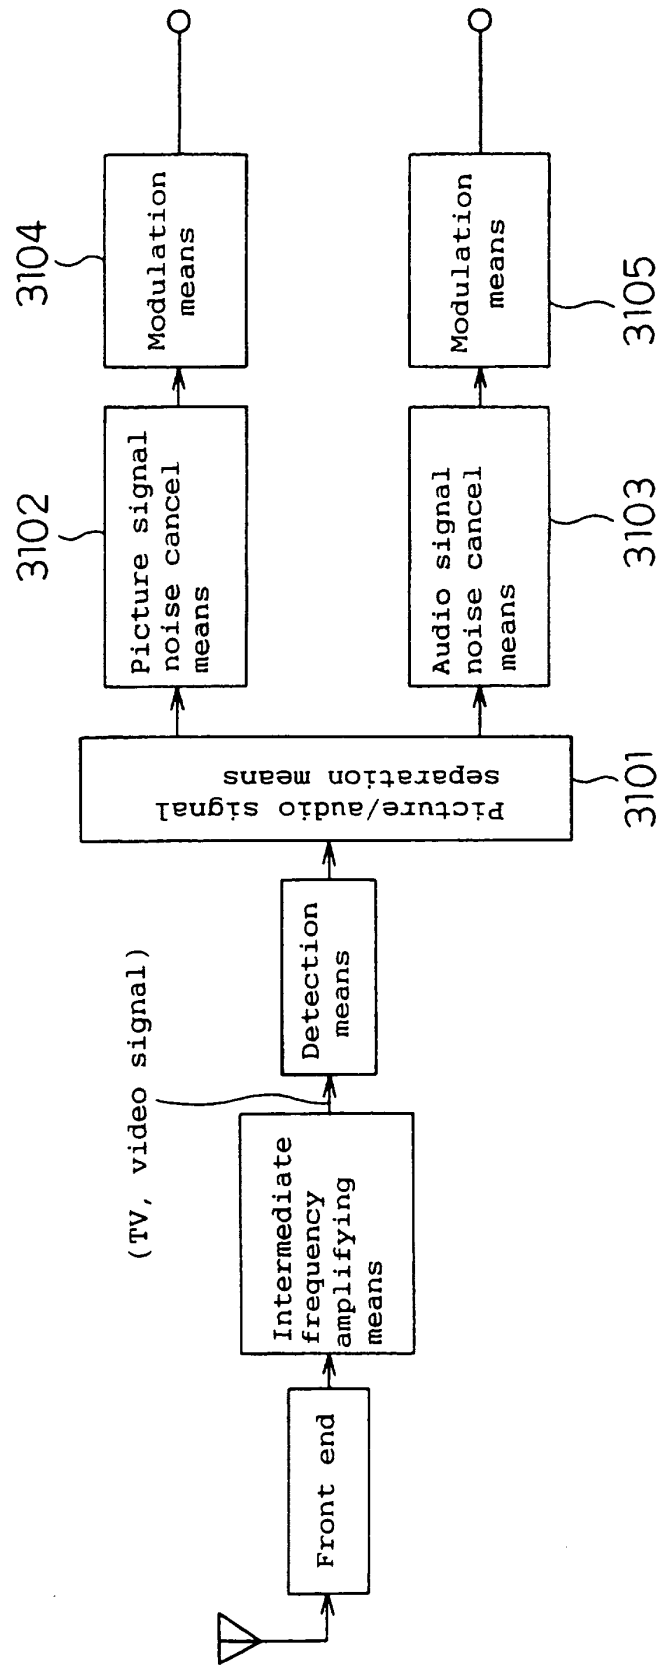 Front end
Intermediate
frequency
amplifying
means
(TV, video signal)
Detection
means
Picture/audio signal
separation means
3101
3102
Picture signal
noise cancel
means
3104
Modulation
means
Audio signal
noise cancel
means
3103
Modulation
means
3105